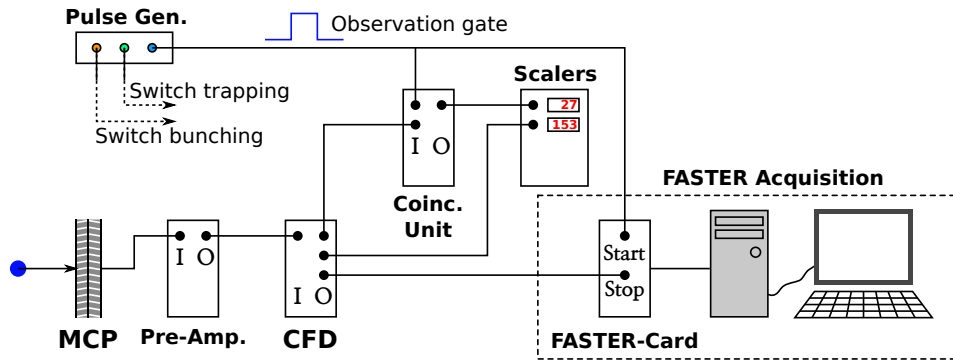 Pulse Gen.
Observation gate
Switch trapping
Switch bunching
Scalers
27
153
I O
Coinc.
Unit
FASTER Acquisition
I O
Start
Stop
I O
MCP
Pre-Amp.
CFD
FASTER-Card